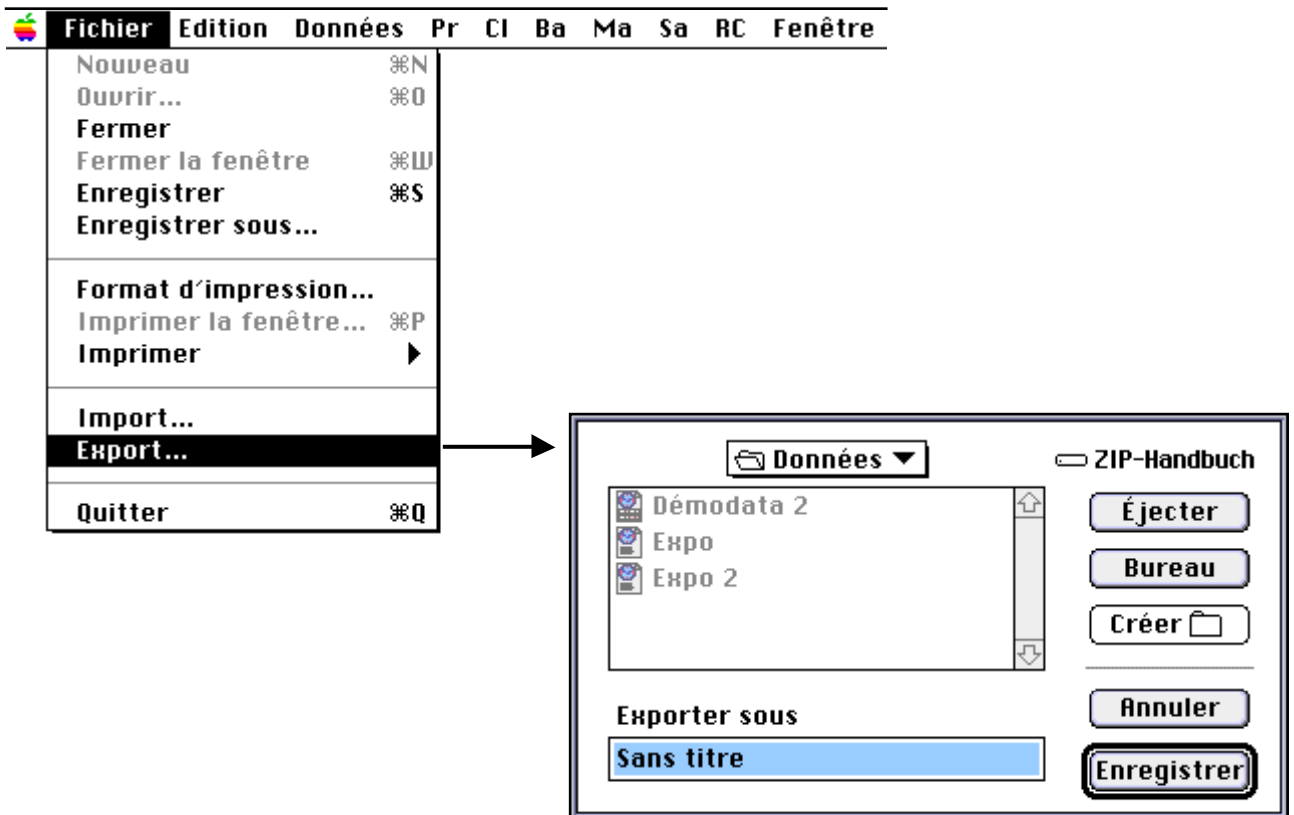 Fichier Edition Données Pr Cl Ba Ma Sa RC Fenêtre
Nouveau ⌘N
Ouvrir... ⌘O
Fermer
Fermer la fenêtre ⌘W
Enregistrer ⌘S
Enregistrer sous...
Format d'impression...
Imprimer la fenêtre... ⌘P
Imprimer
Import...
Export...
Quitter ⌘Q
Données
ZIP-Handbuch
Démodata 2
Expo
Expo 2
Éjecter
Bureau
Créer
Exporter sous
Sans titre
Annuler
Enregistrer